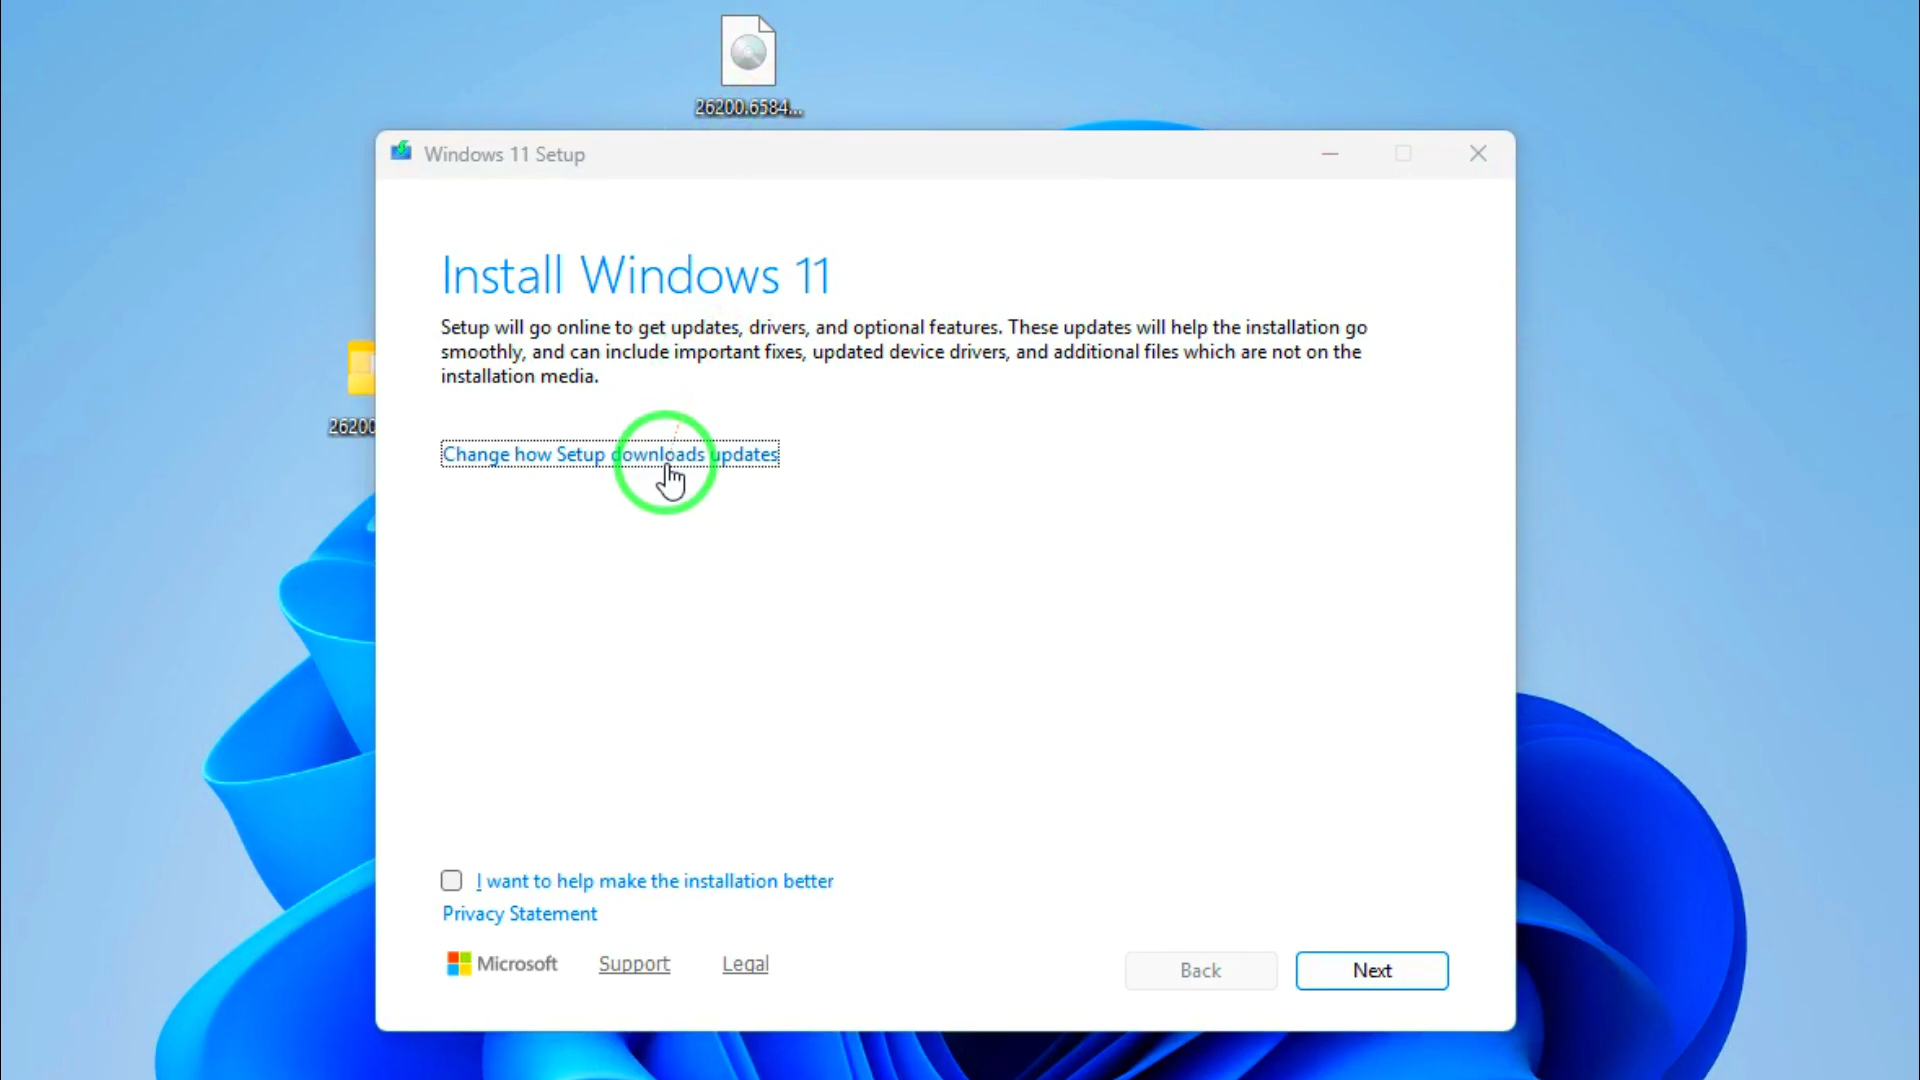 26200.6584...
Windows 11 Setup
Install Windows 11
Setup will go online to get updates, drivers, and optional features. These updates will help the installation go
smoothly, and can include important fixes, updated device drivers, and additional files which are not on the
installation media.
26200
Change how Setup downloads updates
I want to help make the installation better
Privacy Statement
Microsoft Support Legal
Back Next